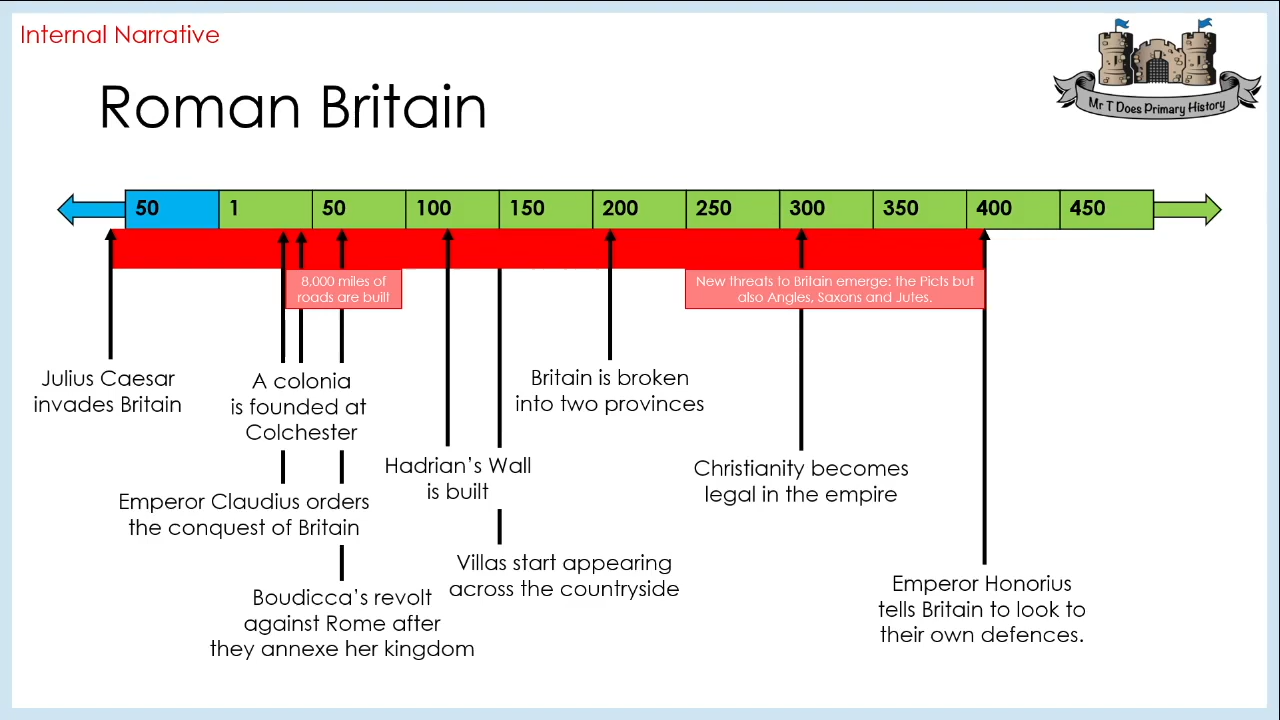 Internal Narrative
Mr T Does Primary History
Roman Britain
50 1 50 100 150 200 250 300 350 400 450
8,000 miles of
roads are built
New threats to Britain emerge: the Picts but
also Angles, Saxons and Jutes.
Julius Caesar
invades Britain
A colonia
is founded at
Colchester
Britain is broken
into two provinces
Hadrian's Wall
is built
Christianity becomes
legal in the empire
Emperor Claudius orders
the conquest of Britain
Villas start appearing
across the countryside
Boudicca's revolt
against Rome after
they annexe her kingdom
Emperor Honorius
tells Britain to look to
their own defences.